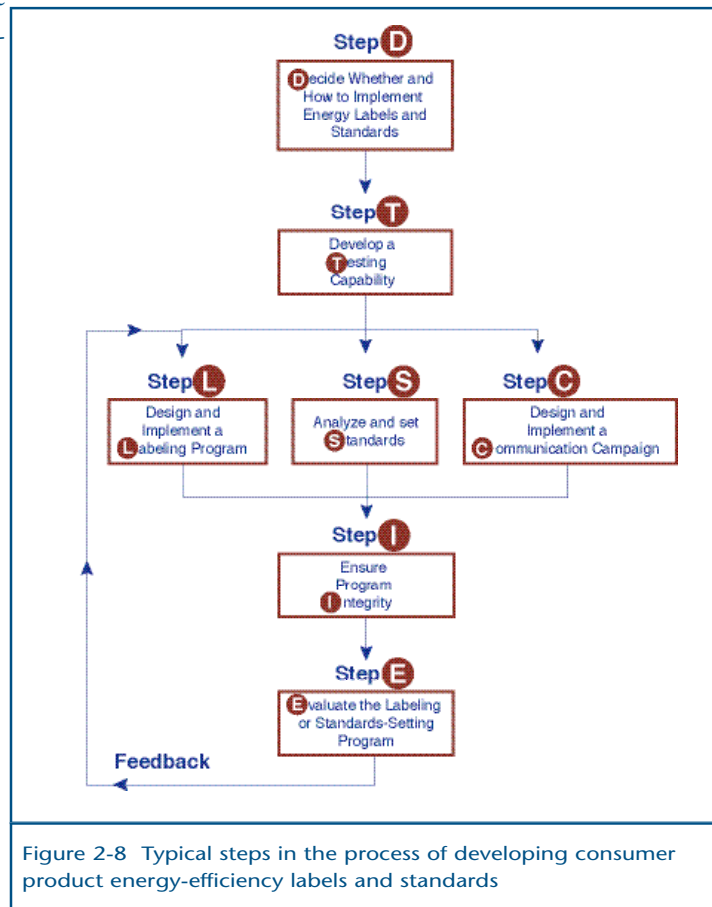 Step D
Decide Whether and
How to Implement
Energy Labels and
Standards
Step T
Develop a
Testing
Capability
Step L
Design and
Implement a
Labeling Program
Step S
Analyze and set
Standards
Step C
Design and
Implement a
Communication Campaign
Step I
Ensure
Program
Integrity
Step E
Evaluate the Labeling
or Standards-Setting
Program
Feedback
Figure 2-8 Typical steps in the process of developing consumer
product energy-efficiency labels and standards